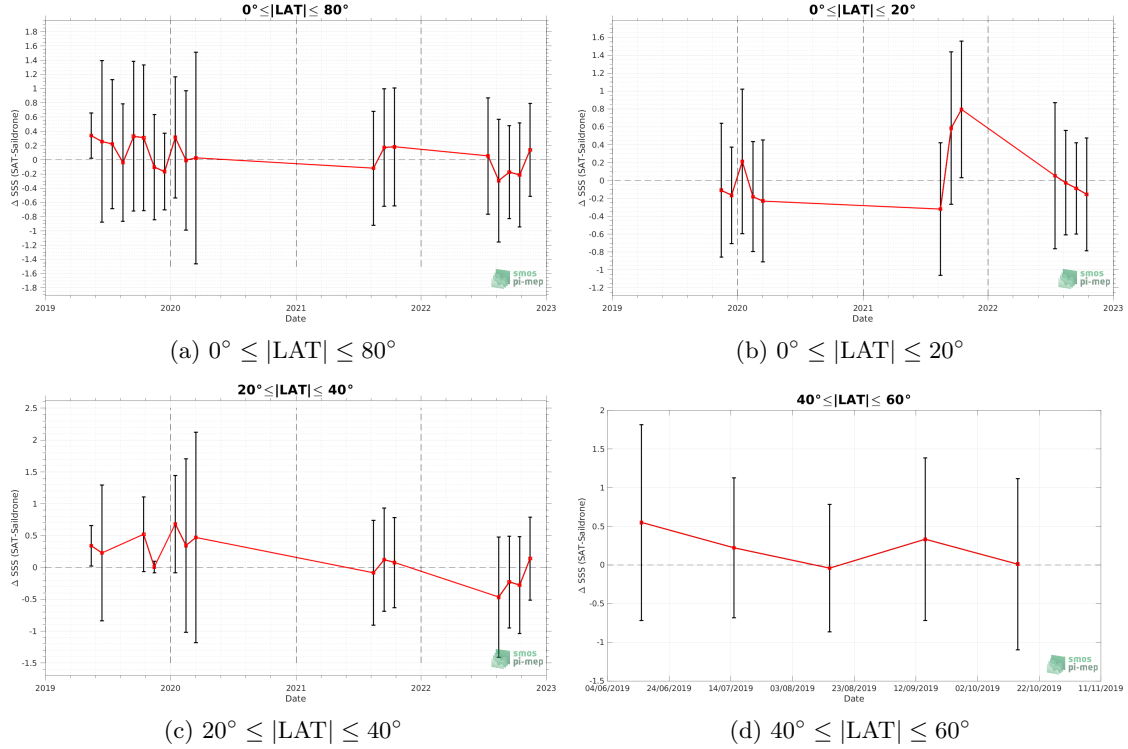 0°≤|LAT|≤ 80°
Δ SSS (SAT-Saildrone)
1.8
1.6
1.4
1.2
1
0.8
0.6
0.4
0.2
0
-0.2
-0.4
-0.6
-0.8
-1
-1.2
-1.4
-1.6
-1.8
2019 2020 2021 2022 2023
Date
smos
pi-mep
(a) 0° ≤ |LAT| ≤ 80°
0°≤|LAT|≤ 20°
Δ SSS (SAT-Saildrone)
1.6
1.4
1.2
1
0.8
0.6
0.4
0.2
0
-0.2
-0.4
-0.6
-0.8
-1
-1.2
2019 2020 2021 2022 2023
Date
smos
pi-mep
(b) 0° ≤ |LAT| ≤ 20°
20°≤|LAT|≤ 40°
Δ SSS (SAT-Saildrone)
2.5
2
1.5
1
0.5
0
-0.5
-1
-1.5
2019 2020 2021 2022 2023
Date
smos
pi-mep
(c) 20° ≤ |LAT| ≤ 40°
40°≤|LAT|≤ 60°
Δ SSS (SAT-Saildrone)
2
1.5
1
0.5
0
-0.5
-1
-1.5
04/06/2019 24/06/2019 14/07/2019 03/08/2019 23/08/2019 12/09/2019 02/10/2019 22/10/2019 11/11/2019
Date
smos
pi-mep
(d) 40° ≤ |LAT| ≤ 60°